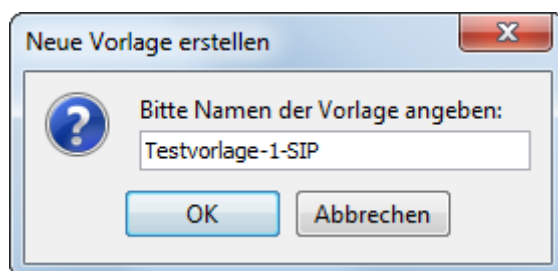 Neue Vorlage erstellen
Bitte Namen der Vorlage angeben:
Testvorlage-1-SIP
OK
Abbrechen